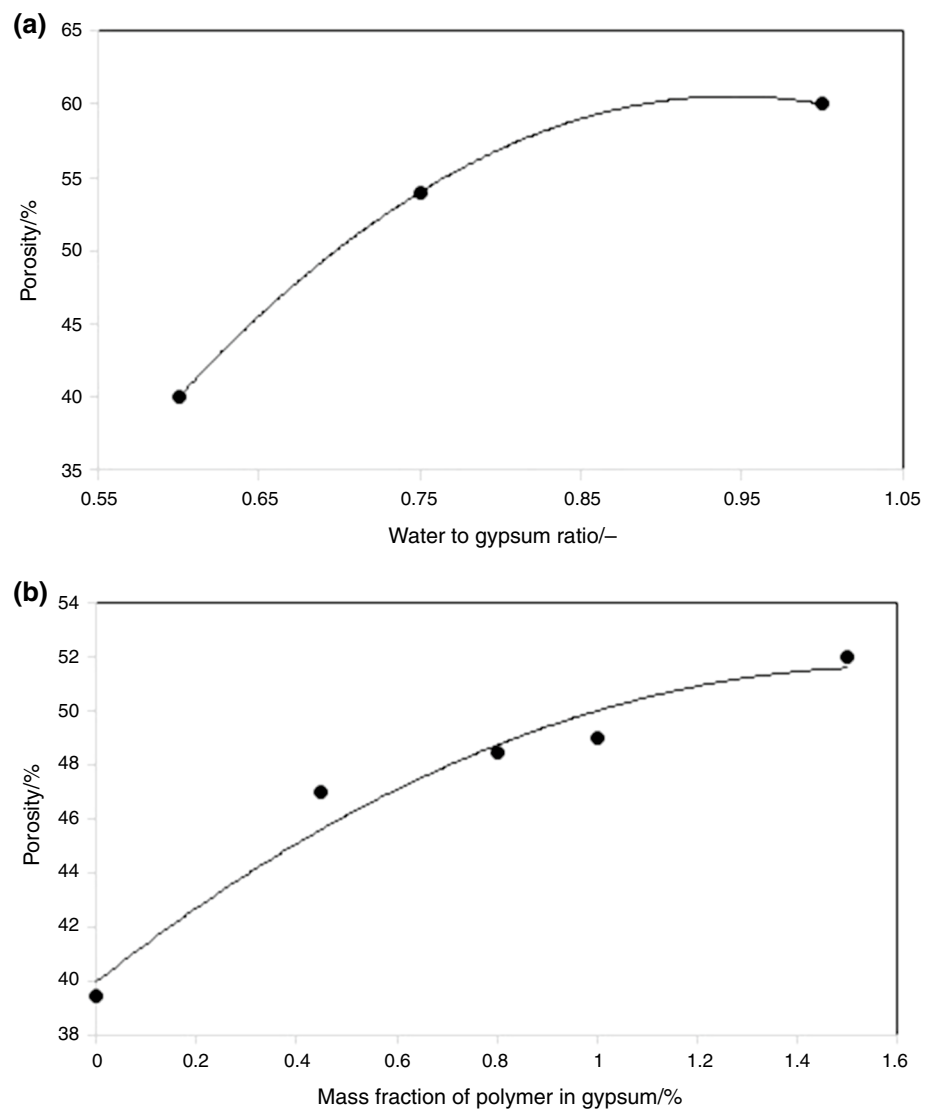 (a)
65
60
55
50
45
40
35
Porosity/%
0.55 0.65 0.75 0.85 0.95 1.05
Water to gypsum ratio/–
(b)
54
52
50
48
46
44
42
40
38
Porosity/%
0 0.2 0.4 0.6 0.8 1 1.2 1.4 1.6
Mass fraction of polymer in gypsum/%